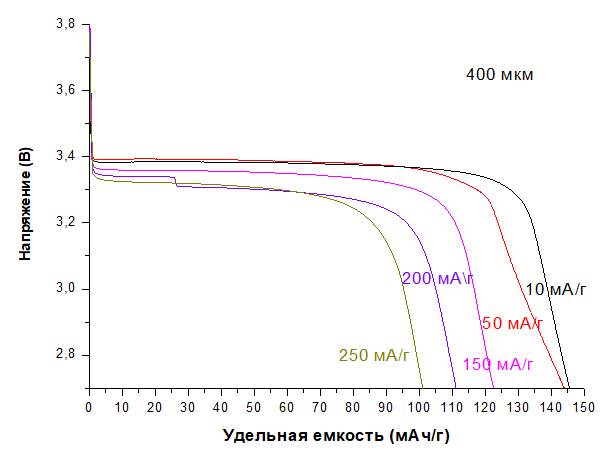 3,8
400 мкм
3,6
3,4
Напряжение (В)
3,2
3,0
200 мА\г
10 мА/г
50 мА/г
2,8
250 мА/г
150 мА/г
0 10 20 30 40 50 60 70 80 90 100 110 120 130 140 150
Удельная емкость (мАч/г)